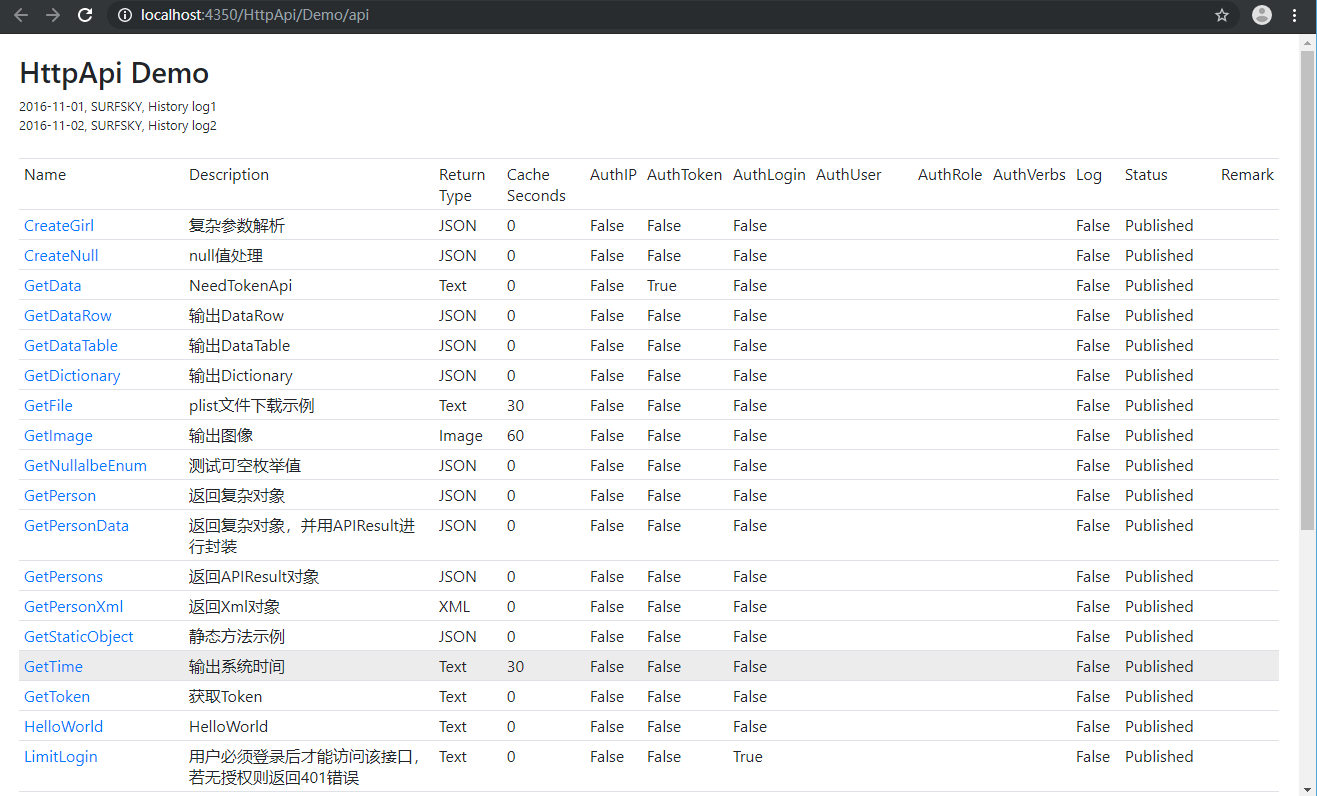 localhost:4350/HttpApi/Demo/api
HttpApi Demo
2016-11-01, SURFSKY, History log1
2016-11-02, SURFSKY, History log2
Name Description Return Type Cache Seconds AuthIP AuthToken AuthLogin AuthUser AuthRole AuthVerbs Log Status Remark
CreateGirl 复杂参数解析 JSON 0 False False False False Published
CreateNull null值处理 JSON 0 False False False False Published
GetData NeedTokenApi Text 0 False True False False Published
GetDataRow 输出DataRow JSON 0 False False False False Published
GetDataTable 输出DataTable JSON 0 False False False False Published
GetDictionary 输出Dictionary JSON 0 False False False False Published
GetFile plist文件下载示例 Text 30 False False False False Published
GetImage 输出图像 Image 60 False False False False Published
GetNullalbeEnum 测试可空枚举值 JSON 0 False False False False Published
GetPerson 返回复杂对象 JSON 0 False False False False Published
GetPersonData 返回复杂对象，并用APIResult进 JSON 0 False False False False Published
行封装
GetPersons 返回APIResult对象 JSON 0 False False False False Published
GetPersonXml 返回Xml对象 XML 0 False False False False Published
GetStaticObject 静态方法示例 JSON 0 False False False False Published
GetTime 输出系统时间 Text 30 False False False False Published
GetToken 获取Token Text 0 False False False False Published
HelloWorld HelloWorld Text 0 False False False False Published
LimitLogin 用户必须登录后才能访问该接口， Text 0 False False True False Published
若无授权则返回401错误